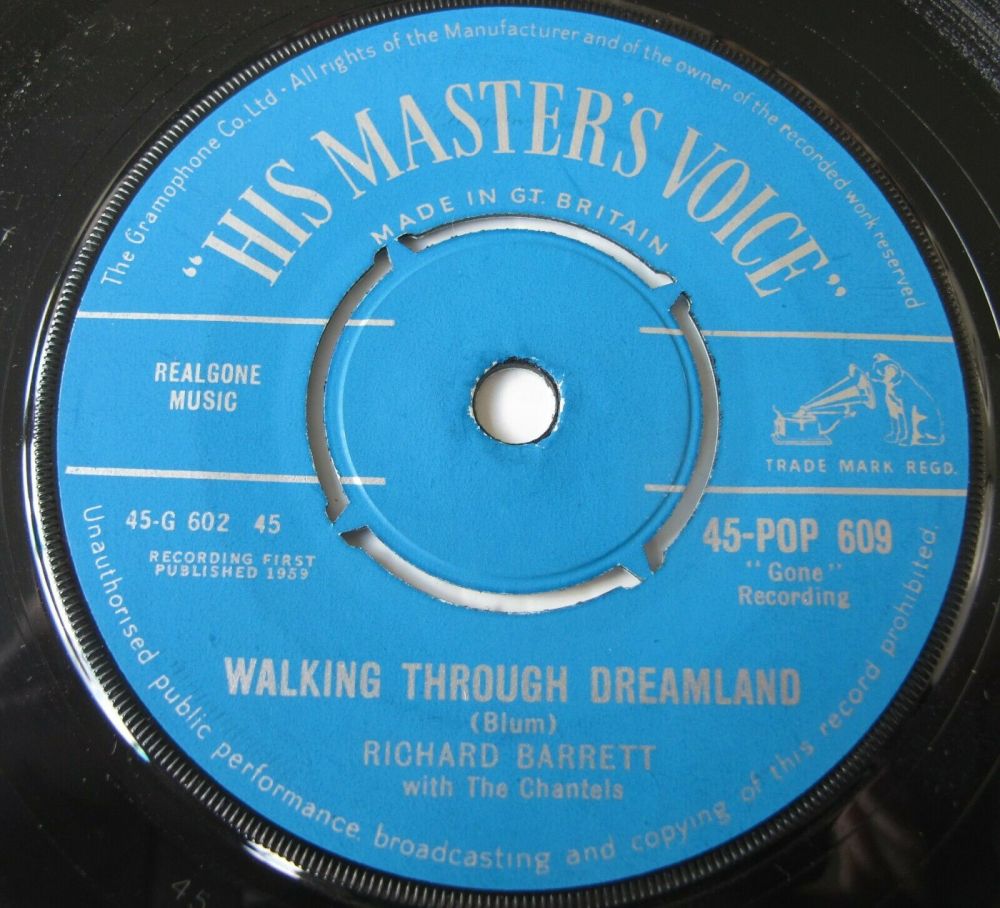 The Gramophone Co. Ltd · All rights of the Manufacturer and of the owner of the recorded work reserved
"HIS MASTER'S VOICE"
MADE IN GT. BRITAIN
REALGONE
MUSIC
TRADE MARK REGD.
45-G 602 45
RECORDING FIRST
PUBLISHED 1959
45-POP 609
"Gone"
Recording
WALKING THROUGH DREAMLAND
(Blum)
RICHARD BARRETT
with The Chantels
Unauthorised public performance. broadcasting and copying of this record prohibited.
45